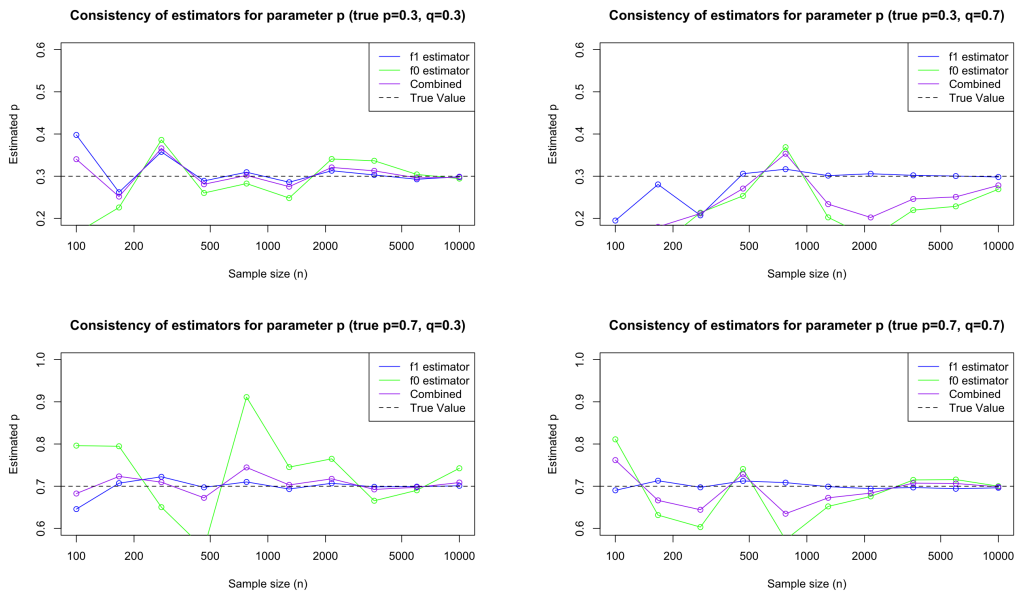 Consistency of estimators for parameter p (true p=0.3, q=0.3)
Estimated p
0.6
0.5
0.4
0.3
0.2
f1 estimator
f0 estimator
Combined
True Value
100 200 500 1000 2000 5000 10000
Sample size (n)
Consistency of estimators for parameter p (true p=0.3, q=0.7)
Estimated p
0.6
0.5
0.4
0.3
0.2
f1 estimator
f0 estimator
Combined
True Value
100 200 500 1000 2000 5000 10000
Sample size (n)
Consistency of estimators for parameter p (true p=0.7, q=0.3)
Estimated p
1.0
0.9
0.8
0.7
0.6
f1 estimator
f0 estimator
Combined
True Value
100 200 500 1000 2000 5000 10000
Sample size (n)
Consistency of estimators for parameter p (true p=0.7, q=0.7)
Estimated p
1.0
0.9
0.8
0.7
0.6
f1 estimator
f0 estimator
Combined
True Value
100 200 500 1000 2000 5000 10000
Sample size (n)